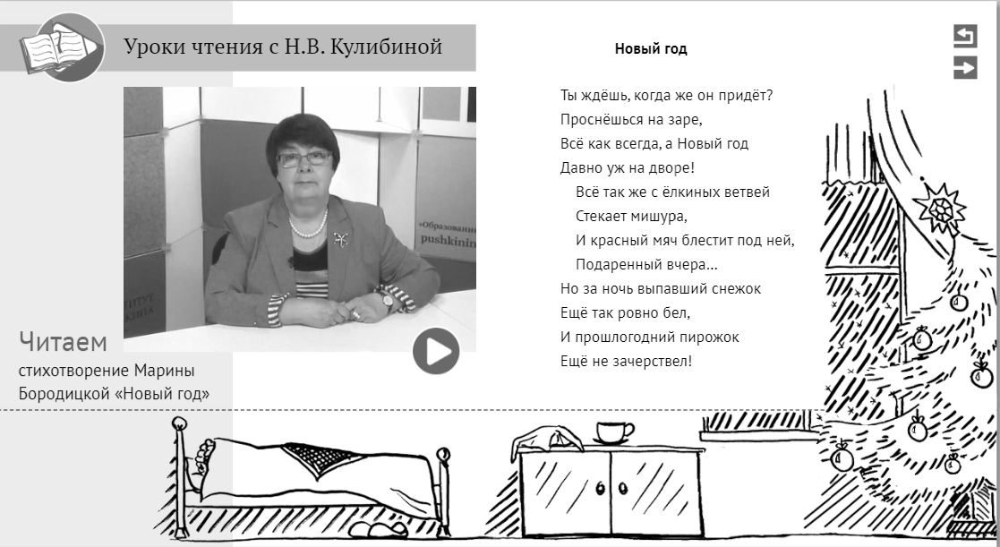 Уроки чтения с Н.В. Кулибиной
«Образовани
pushkinin
ИТУТ
КИНА
Читаем
стихотворение Марины
Бородицкой «Новый год»
Новый год
Ты ждёшь, когда же он придёт?
Проснёшься на заре,
Всё как всегда, а Новый год
Давно уж на дворе!
Всё так же с ёлкиных ветвей
Стекает мишура,
И красный мяч блестит под ней,
Подаренный вчера...
Но за ночь выпавший снежок
Ещё так ровно бел,
И прошлогодний пирожок
Ещё не зачерствел!